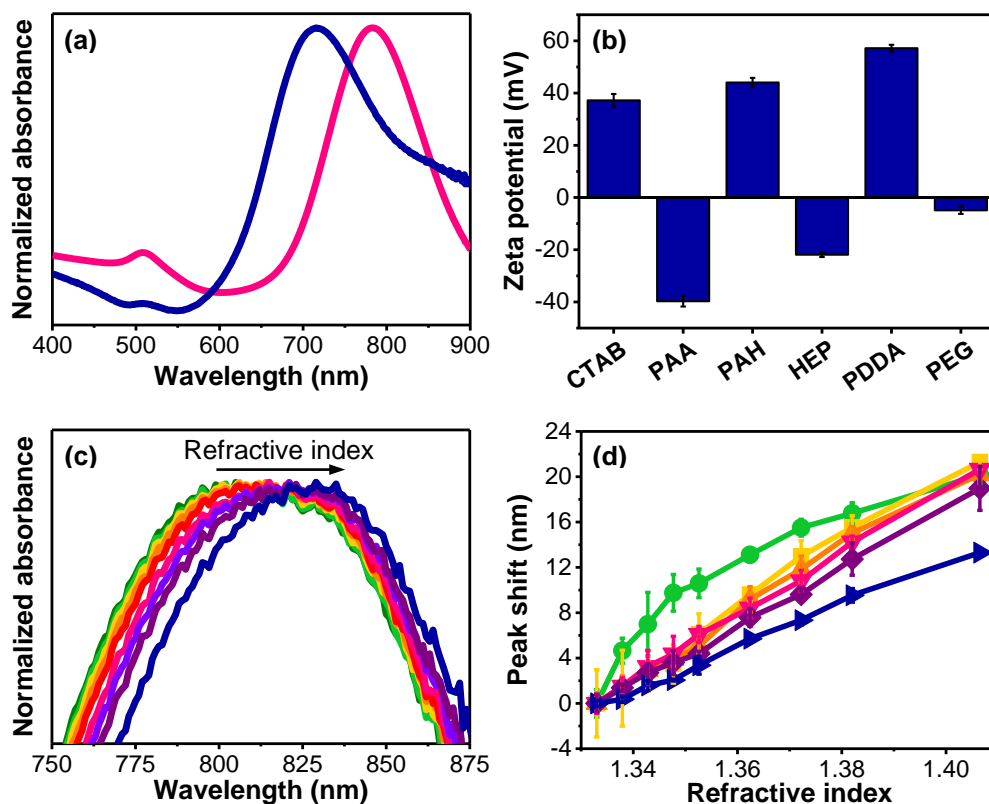 (a)
Normalized absorbance
400 500 600 700 800 900
Wavelength (nm)
(b)
Zeta potential (mV)
60
40
20
0
-20
-40
CTAB PAA PAH HEP PDDA PEG
(c)
Refractive index
Normalized absorbance
750 775 800 825 850 875
Wavelength (nm)
(d)
Peak shift (nm)
24
20
16
12
8
4
0
-4
1.34 1.36 1.38 1.40
Refractive index